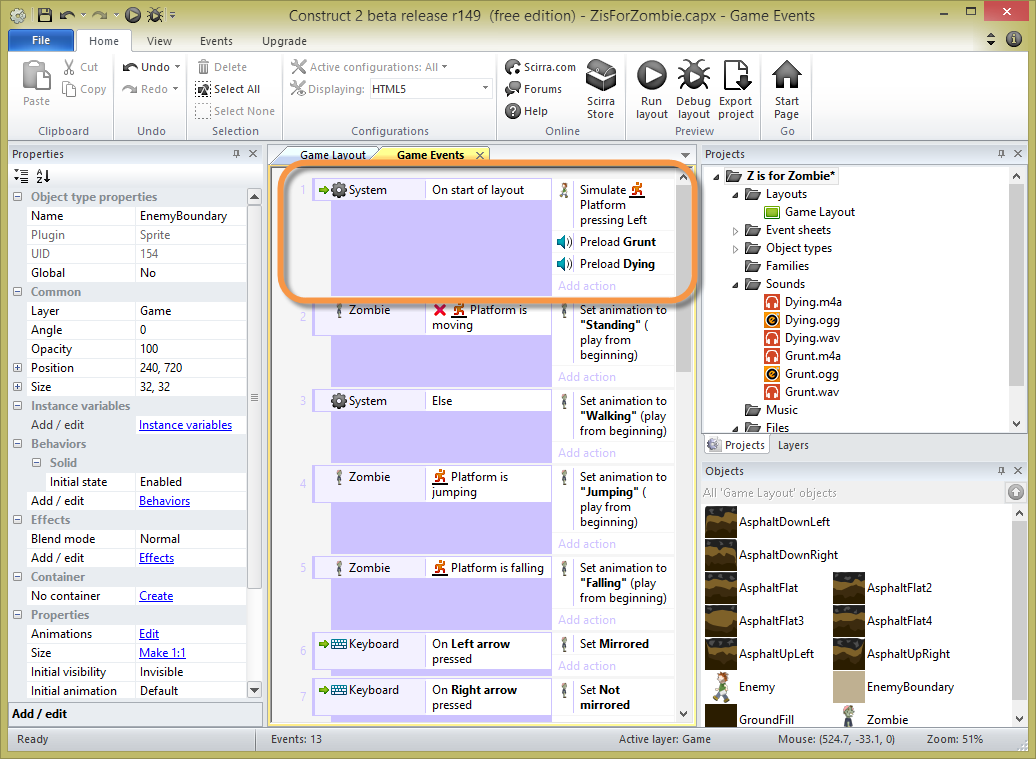 Construct 2 beta release r149 (free edition) - ZisForZombie.capx - Game Events
File Home View Events Upgrade
Paste
Cut
Copy
Clipboard
Undo
Redo
Undo
Delete
Select All
Select None
Selection
Active configurations: All
Displaying: HTML5
Configurations
Scirra.com
Forums
Help
Scirra
Store
Online
Run
layout
Debug
layout
Export
project
Preview
Start
Page
Go
Properties
Object type properties
Name EnemyBoundary
Plugin Sprite
UID 154
Global No
Common
Layer Game
Angle 0
Opacity 100
Position 240, 720
Size 32, 32
Instance variables
Add / edit Instance variables
Behaviors
Solid
Initial state Enabled
Add / edit Behaviors
Effects
Blend mode Normal
Add / edit Effects
Container
No container Create
Properties
Animations Edit
Size Make 1:1
Initial visibility Invisible
Initial animation Default
Add / edit
Game Layout Game Events
1 System On start of layout
Simulate
Platform
pressing Left
Preload Grunt
Preload Dying
Add action
2 Zombie Platform is
moving
Set animation to
"Standing" (
play from
beginning)
Add action
3 System Else
Set animation to
"Walking" (play
from beginning)
Add action
4 Zombie Platform is
jumping
Set animation to
"Jumping" (
play from
beginning)
Add action
5 Zombie Platform is falling
Set animation to
"Falling" (play
from beginning)
Add action
6 Keyboard On Left arrow
pressed
Set Mirrored
Add action
7 Keyboard On Right arrow
pressed
Set Not
mirrored
Projects
Z is for Zombie*
Layouts
Game Layout
Event sheets
Object types
Families
Sounds
Dying.m4a
Dying.ogg
Dying.wav
Grunt.m4a
Grunt.ogg
Grunt.wav
Music
Files
Projects Layers
Objects
All 'Game Layout' objects
AsphaltDownLeft
AsphaltDownRight
AsphaltFlat AsphaltFlat2
AsphaltFlat3 AsphaltFlat4
AsphaltUpLeft AsphaltUpRight
Enemy EnemyBoundary
GroundFill Zombie
Ready Events: 13 Active layer: Game Mouse: (524.7, -33.1, 0) Zoom: 51%